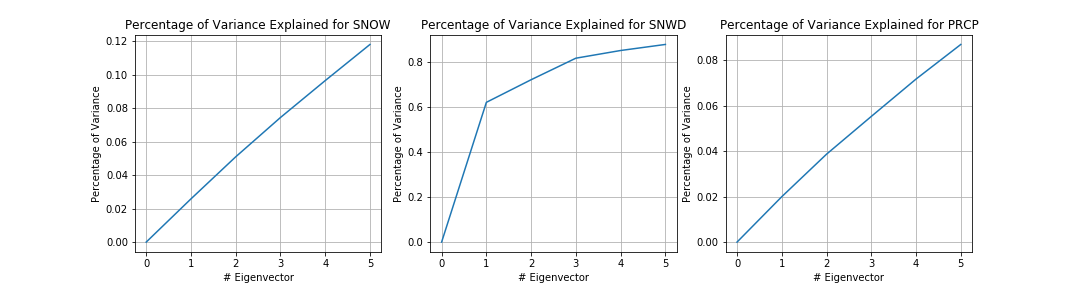 Percentage of Variance Explained for SNOW
0.12
0.10
0.08
0.06
0.04
0.02
0.00
Percentage of Variance
0 1 2 3 4 5
# Eigenvector
Percentage of Variance Explained for SNWD
0.8
0.6
0.4
0.2
0.0
Percentage of Variance
0 1 2 3 4 5
# Eigenvector
Percentage of Variance Explained for PRCP
0.08
0.06
0.04
0.02
0.00
Percentage of Variance
0 1 2 3 4 5
# Eigenvector